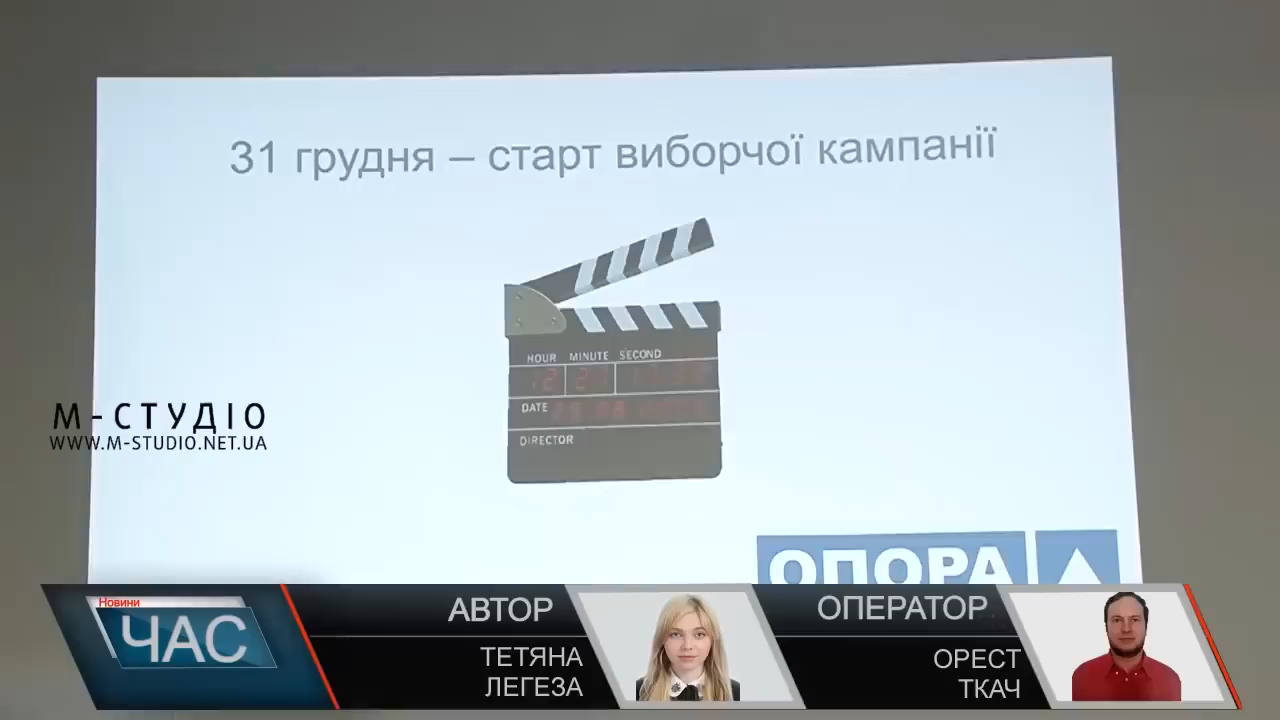 31 грудня – старт виборчої кампанії
HOUR MINUTE SECOND
DATE
DIRECTOR
М-СТУДІО
WWW.M-STUDIO.NET.UA
ОПОРА
Новини
ЧАС
АВТОР
ТЕТЯНА
ЛЕГЕЗА
ОПЕРАТОР
ОРЕСТ
ТКАЧ